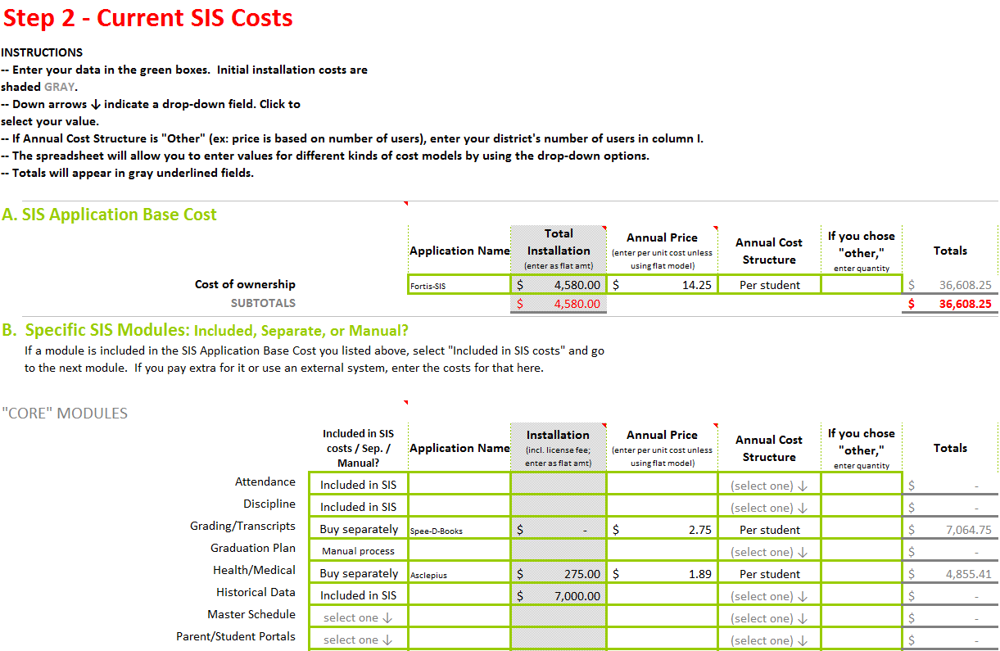 Step 2 - Current SIS Costs
INSTRUCTIONS
-- Enter your data in the green boxes.  Initial installation costs are
shaded GRAY.
-- Down arrows ↓ indicate a drop-down field. Click to
select your value.
-- If Annual Cost Structure is "Other" (ex: price is based on number of users), enter your district's number of users in column I.
-- The spreadsheet will allow you to enter values for different kinds of cost models by using the drop-down options.
-- Totals will appear in gray underlined fields.
A. SIS Application Base Cost
Application Name
Total
Installation
(enter as flat amt)
Annual Price
(enter per unit cost unless
using flat model)
Annual Cost
Structure
If you chose
"other,"
enter quantity
Totals
Cost of ownership Fortis-SIS $ 4,580.00 $ 14.25 Per student $ 36,608.25
SUBTOTALS $ 4,580.00 $ 36,608.25
B.  Specific SIS Modules: Included, Separate, or Manual?
If a module is included in the SIS Application Base Cost you listed above, select "Included in SIS costs" and go
to the next module.  If you pay extra for it or use an external system, enter the costs for that here.
"CORE" MODULES
Included in SIS
costs / Sep. /
Manual?
Application Name
Installation
(incl. license fee;
enter as flat amt)
Annual Price
(enter per unit cost unless
using flat model)
Annual Cost
Structure
If you chose
"other,"
enter quantity
Totals
Attendance Included in SIS (select one) ↓ $ -
Discipline Included in SIS (select one) ↓ $ -
Grading/Transcripts Buy separately Spee-D-Books $ - $ 2.75 Per student $ 7,064.75
Graduation Plan Manual process (select one) ↓ $ -
Health/Medical Buy separately Asclepius $ 275.00 $ 1.89 Per student $ 4,855.41
Historical Data Included in SIS $ 7,000.00 (select one) ↓ $ -
Master Schedule select one ↓ (select one) ↓ $ -
Parent/Student Portals select one ↓ (select one) ↓ $ -